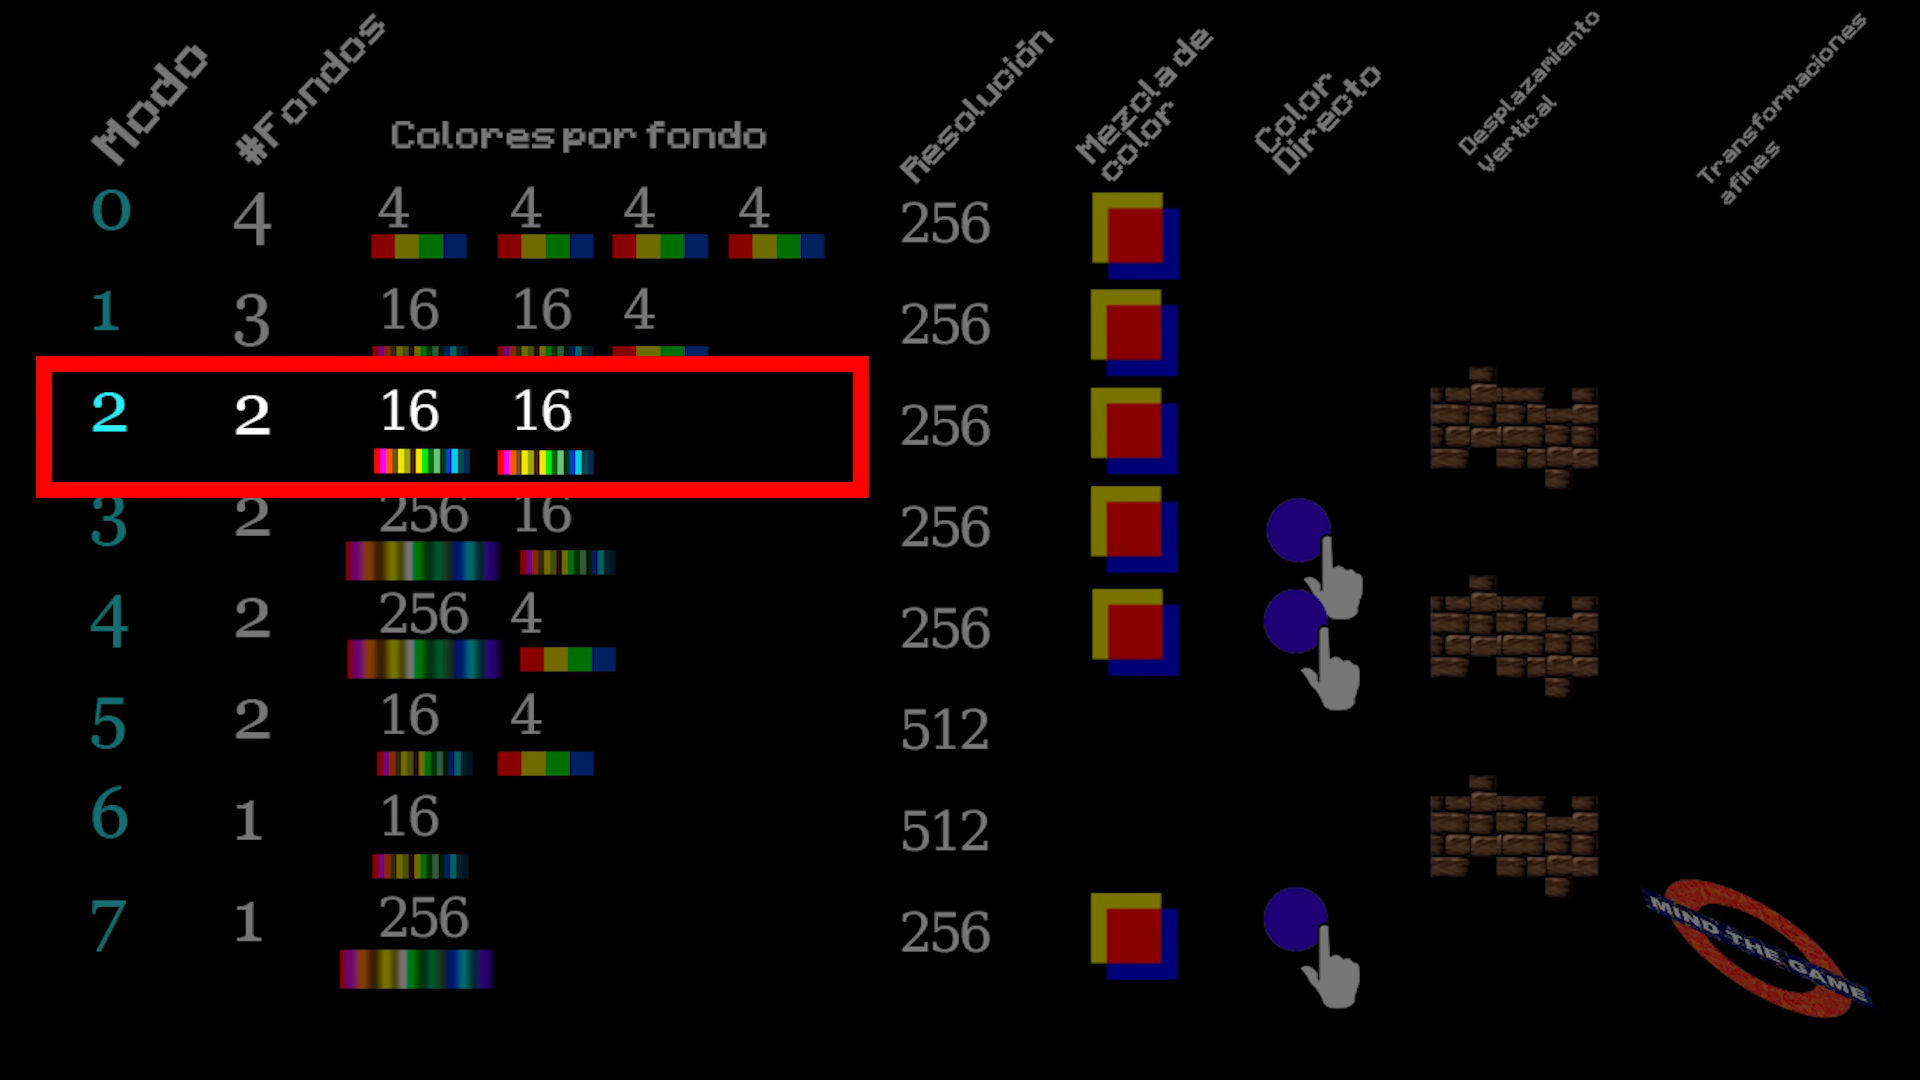 Modo #Fondos Colores por fondo Resolución Mezcla de color Color Directo Desplazamiento Vertical Transformaciones afines
0 4 4 4 4 4 256
1 3 16 16 4 256
2 2 16 16 256
3 2 256 16 256
4 2 256 4 256
5 2 16 4 512
6 1 16 512
7 1 256 256
MIND THE GAME